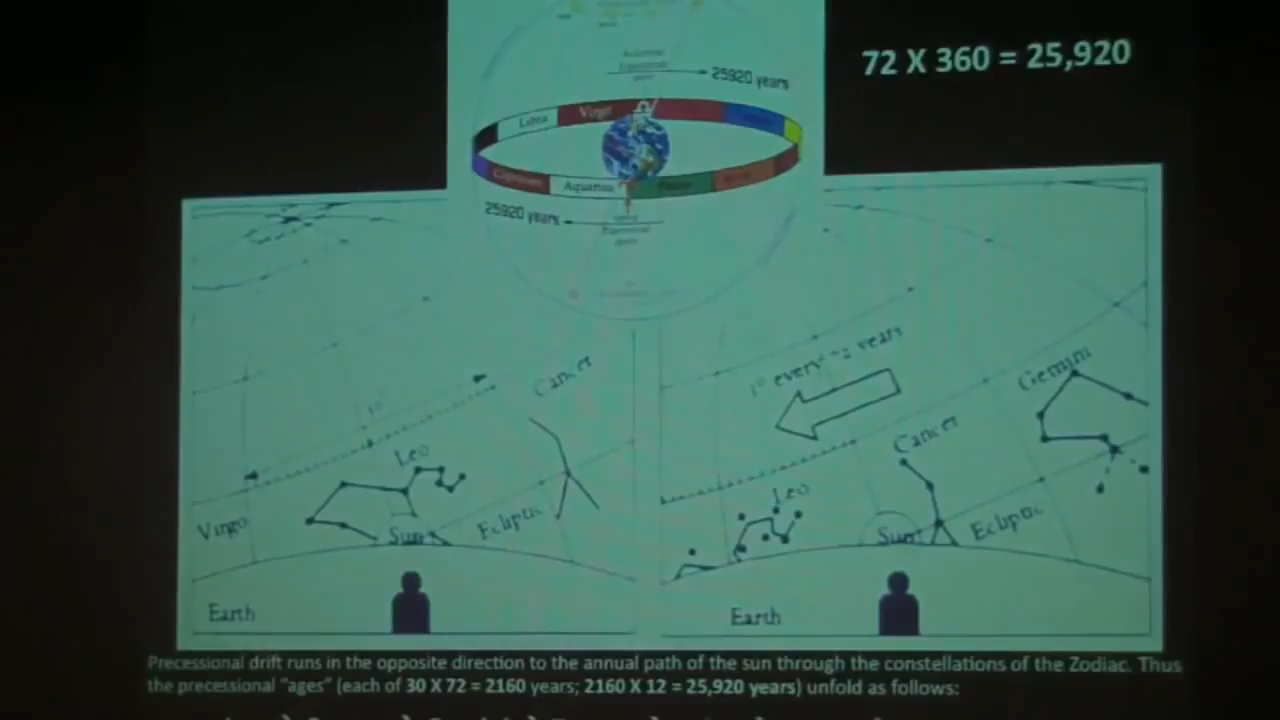 72 X 360 = 25,920
25920 years
Libra
Virgo
Capricorn
Aquarius
Pisces
25920 years
Cancer
Leo
Virgo
Sun
Ecliptic
Earth
1° every 72 years
Gemini
Cancer
Leo
Sun
Ecliptic
Earth
Precessional drift runs in the opposite direction to the annual path of the sun through the constellations of the Zodiac. Thus
the precessional "ages" (each of 30 X 72 = 2160 years; 2160 X 12 = 25,920 years) unfold as follows: